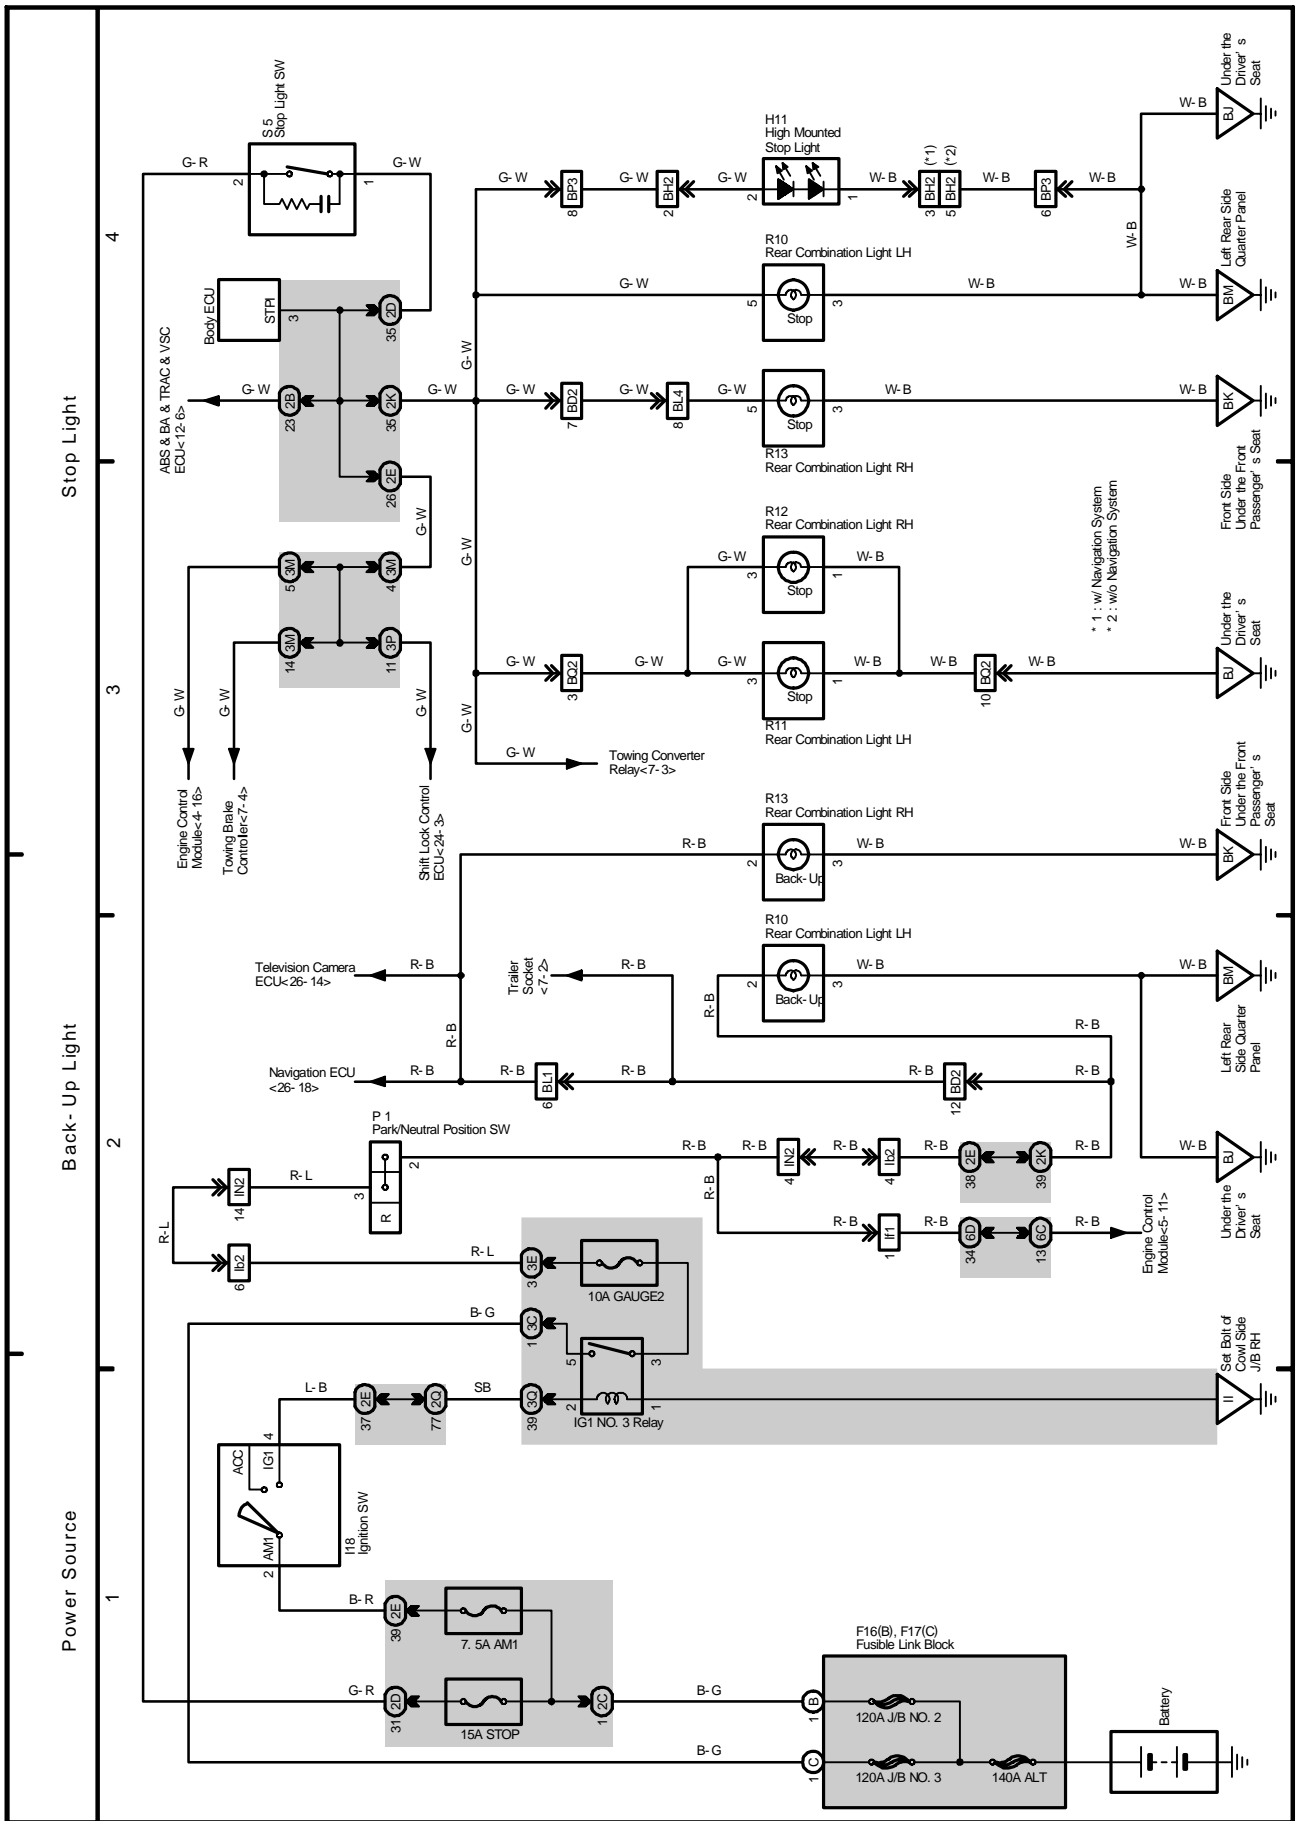 Power Source
Back- Up Light
Stop Light
1
2
3
4
S 5
Stop Light SW
G- R
2
1
G- W
Body ECU
STPI
3
ABS & BA & TRAC & VSC
ECU<12- 6>
G- W
23
2B
35
2D
35
2K
G- W
26
2E
G- W
5
3M
4
3M
14
3M
11
3P
G- W
G- W
G- W
Engine Control
Module<4- 16>
Towing Brake
Controller<7- 4>
Shift Lock Control
ECU<24- 3>
G- W
8
BP3
G- W
2
BH2
G- W
2
H11
High Mounted
Stop Light
1
W- B
3
BH2
(* 1)
5
BH2
(* 2)
6
BP3
W- B
W- B
BJ
Under the
Driver' s
Seat
G- W
5
R10
Rear Combination Light LH
Stop
3
W- B
W- B
W- B
BM
Left Rear Side
Quarter Panel
G- W
G- W
7
BD2
G- W
8
BL4
G- W
5
Stop
R13
Rear Combination Light RH
3
W- B
W- B
BK
Front Side
Under the Front
Passenger' s Seat
G- W
R12
Rear Combination Light RH
G- W
3
Stop
1
W- B
* 1 : w/ Navigation System
* 2 : w/o Navigation System
G- W
3
BQ2
G- W
G- W
3
Stop
R11
Rear Combination Light LH
1
W- B
W- B
10
BQ2
W- B
BJ
Under the
Driver' s
Seat
G- W
G- W
Towing Converter
Relay<7- 3>
R13
Rear Combination Light RH
R- B
2
Back- Up
3
W- B
W- B
BK
Front Side
Under the Front
Passenger' s
Seat
R10
Rear Combination Light LH
R- B
2
Back- Up
3
W- B
W- B
BM
Left Rear
Side Quarter
Panel
Television Camera
ECU<26- 14>
R- B
Trailer
Socket
<7- 2>
R- B
R- B
R- B
Navigation ECU
<26- 18>
R- B
R- B
6
BL1
R- B
R- B
12
BD2
R- B
P 1
Park/Neutral Position SW
R
3
2
R- B
R- B
4
IN2
R- B
4
Ib2
R- B
38
2E
39
2K
R- B
W- B
BJ
Under the
Driver' s
Seat
R- L
14
IN2
R- L
6
Ib2
R- L
3
3E
10A GAUGE2
R- B
R- B
1
If1
R- B
34
6D
13
6C
R- B
Engine Control
Module<5- 11>
B- G
1
3C
5
3
2
1
IG1 NO. 3 Relay
L- B
37
2E
77
2Q
SB
39
3Q
II
Set Bolt of
Cowl Side
J/B RH
ACC
IG1
4
AM1
2
I18
Ignition SW
B- R
39
2E
7. 5A AM1
G- R
31
2D
15A STOP
1
2C
B- G
1
B
F16(B), F17(C)
Fusible Link Block
120A J/B NO. 2
B- G
1
C
120A J/B NO. 3
140A ALT
Battery